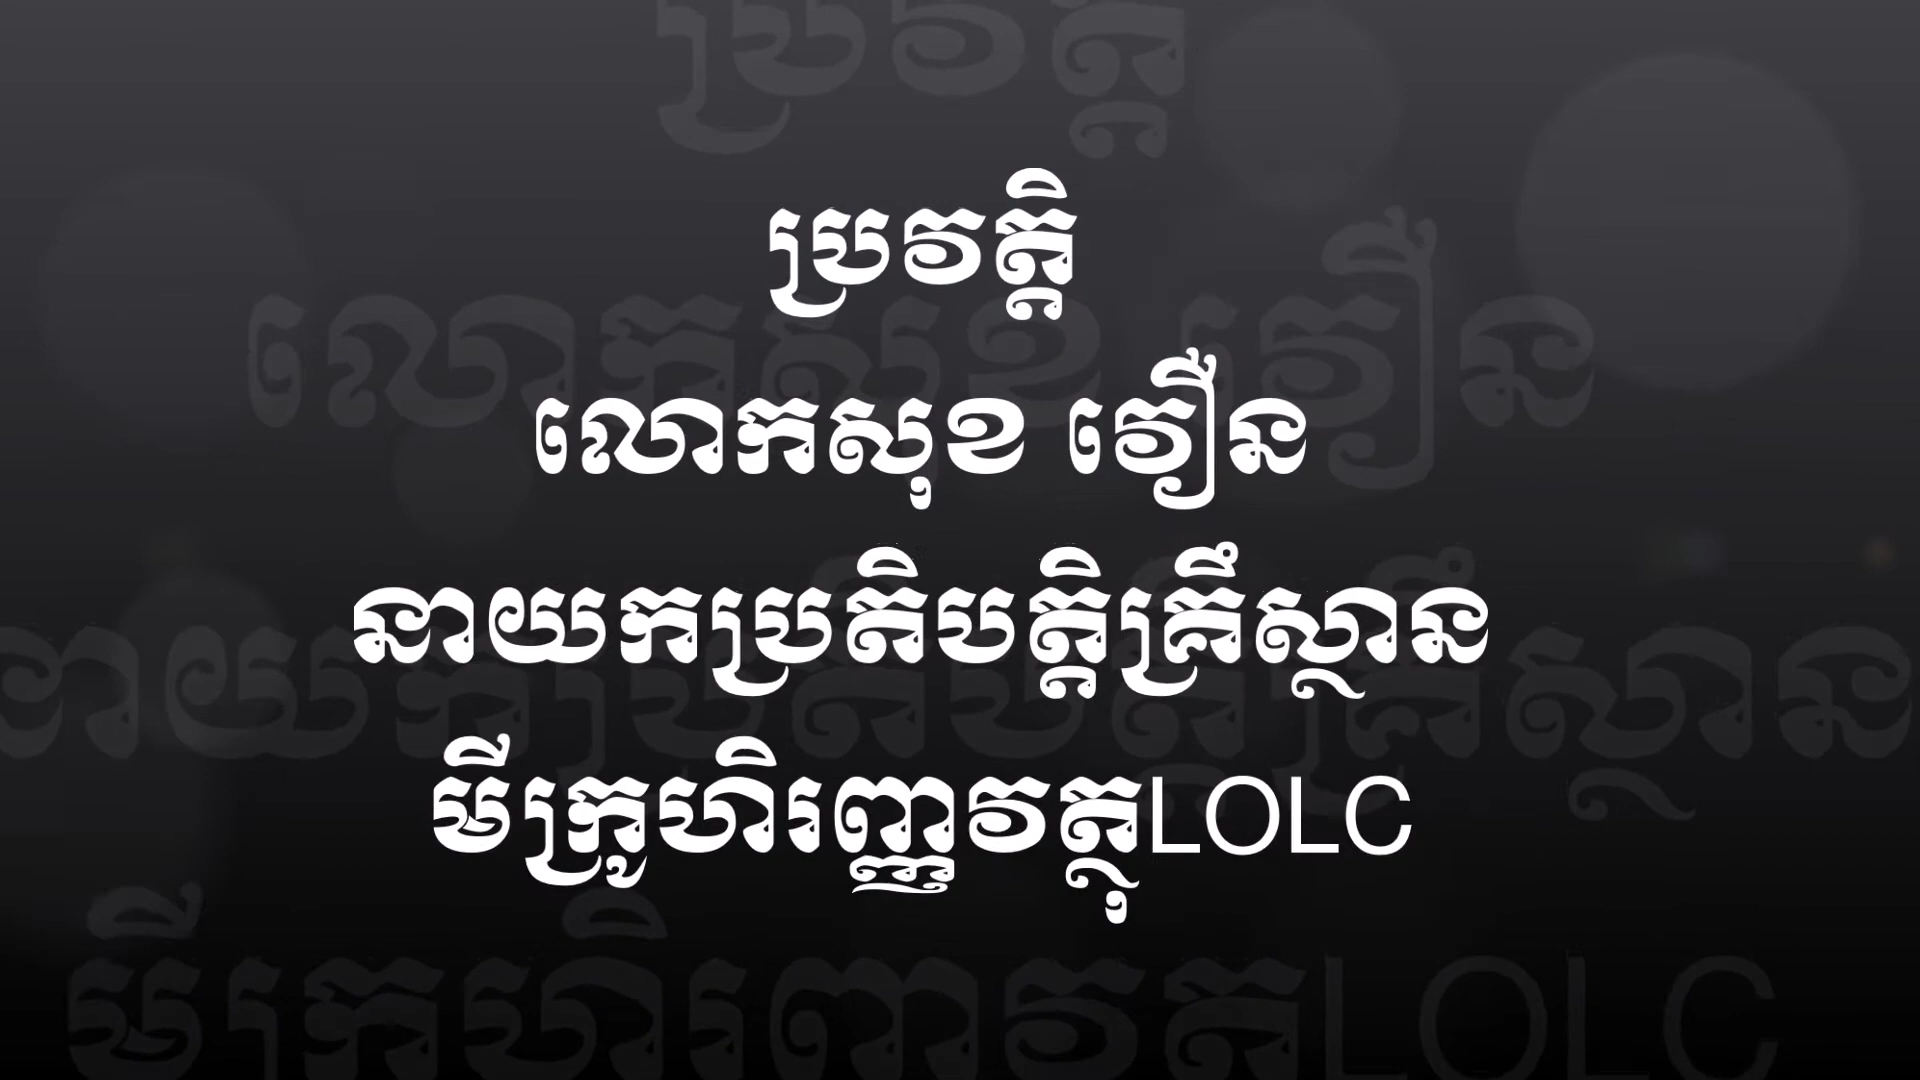 ប្រវត្តិ
លោកសុខ វឿន
នាយកប្រតិបត្តិគ្រឹស្ថាន
មីក្រូហិរញ្ញវត្ថុLOLC